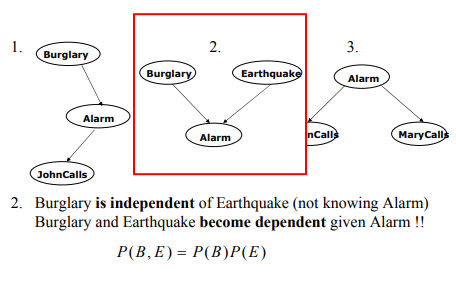 1.
Burglary
Alarm
JohnCalls
2.
Burglary
Earthquake
Alarm
3.
Alarm
nCalls
MaryCalls
2. Burglary is independent of Earthquake (not knowing Alarm)
Burglary and Earthquake become dependent given Alarm !!
P(B, E) = P(B)P(E)